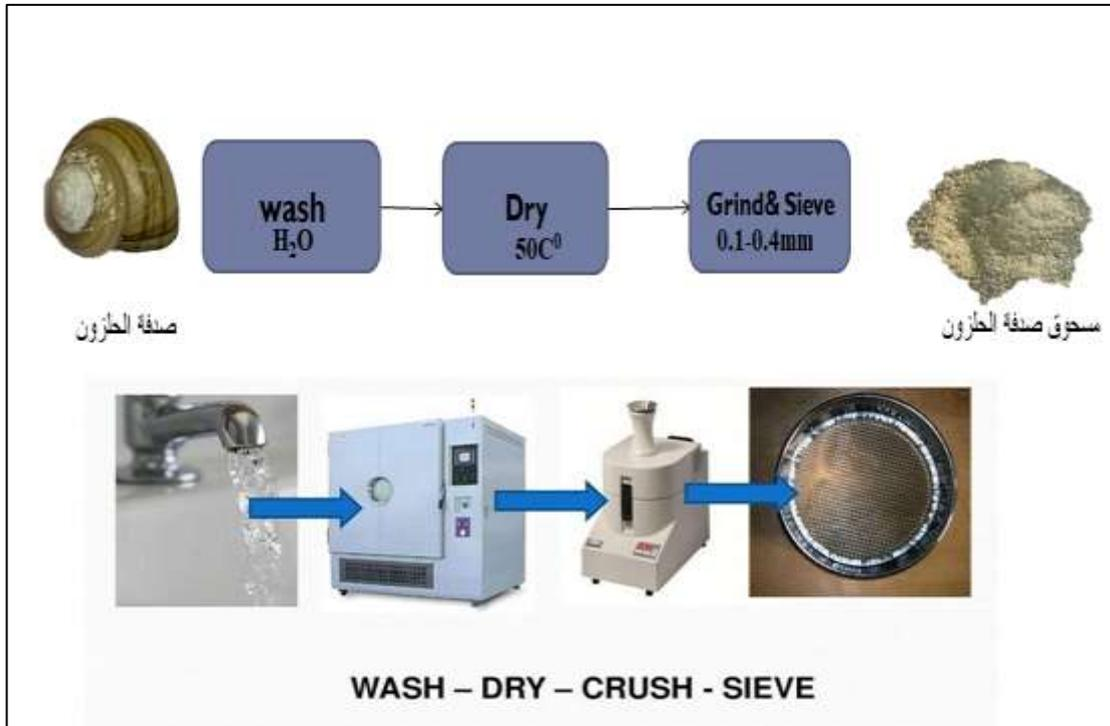 wash
H₂O
Dry
50C⁰
Grind& Sieve
0.1-0.4mm
صدفة الحلزون
مسحوق صدفة الحلزون
WASH – DRY – CRUSH - SIEVE